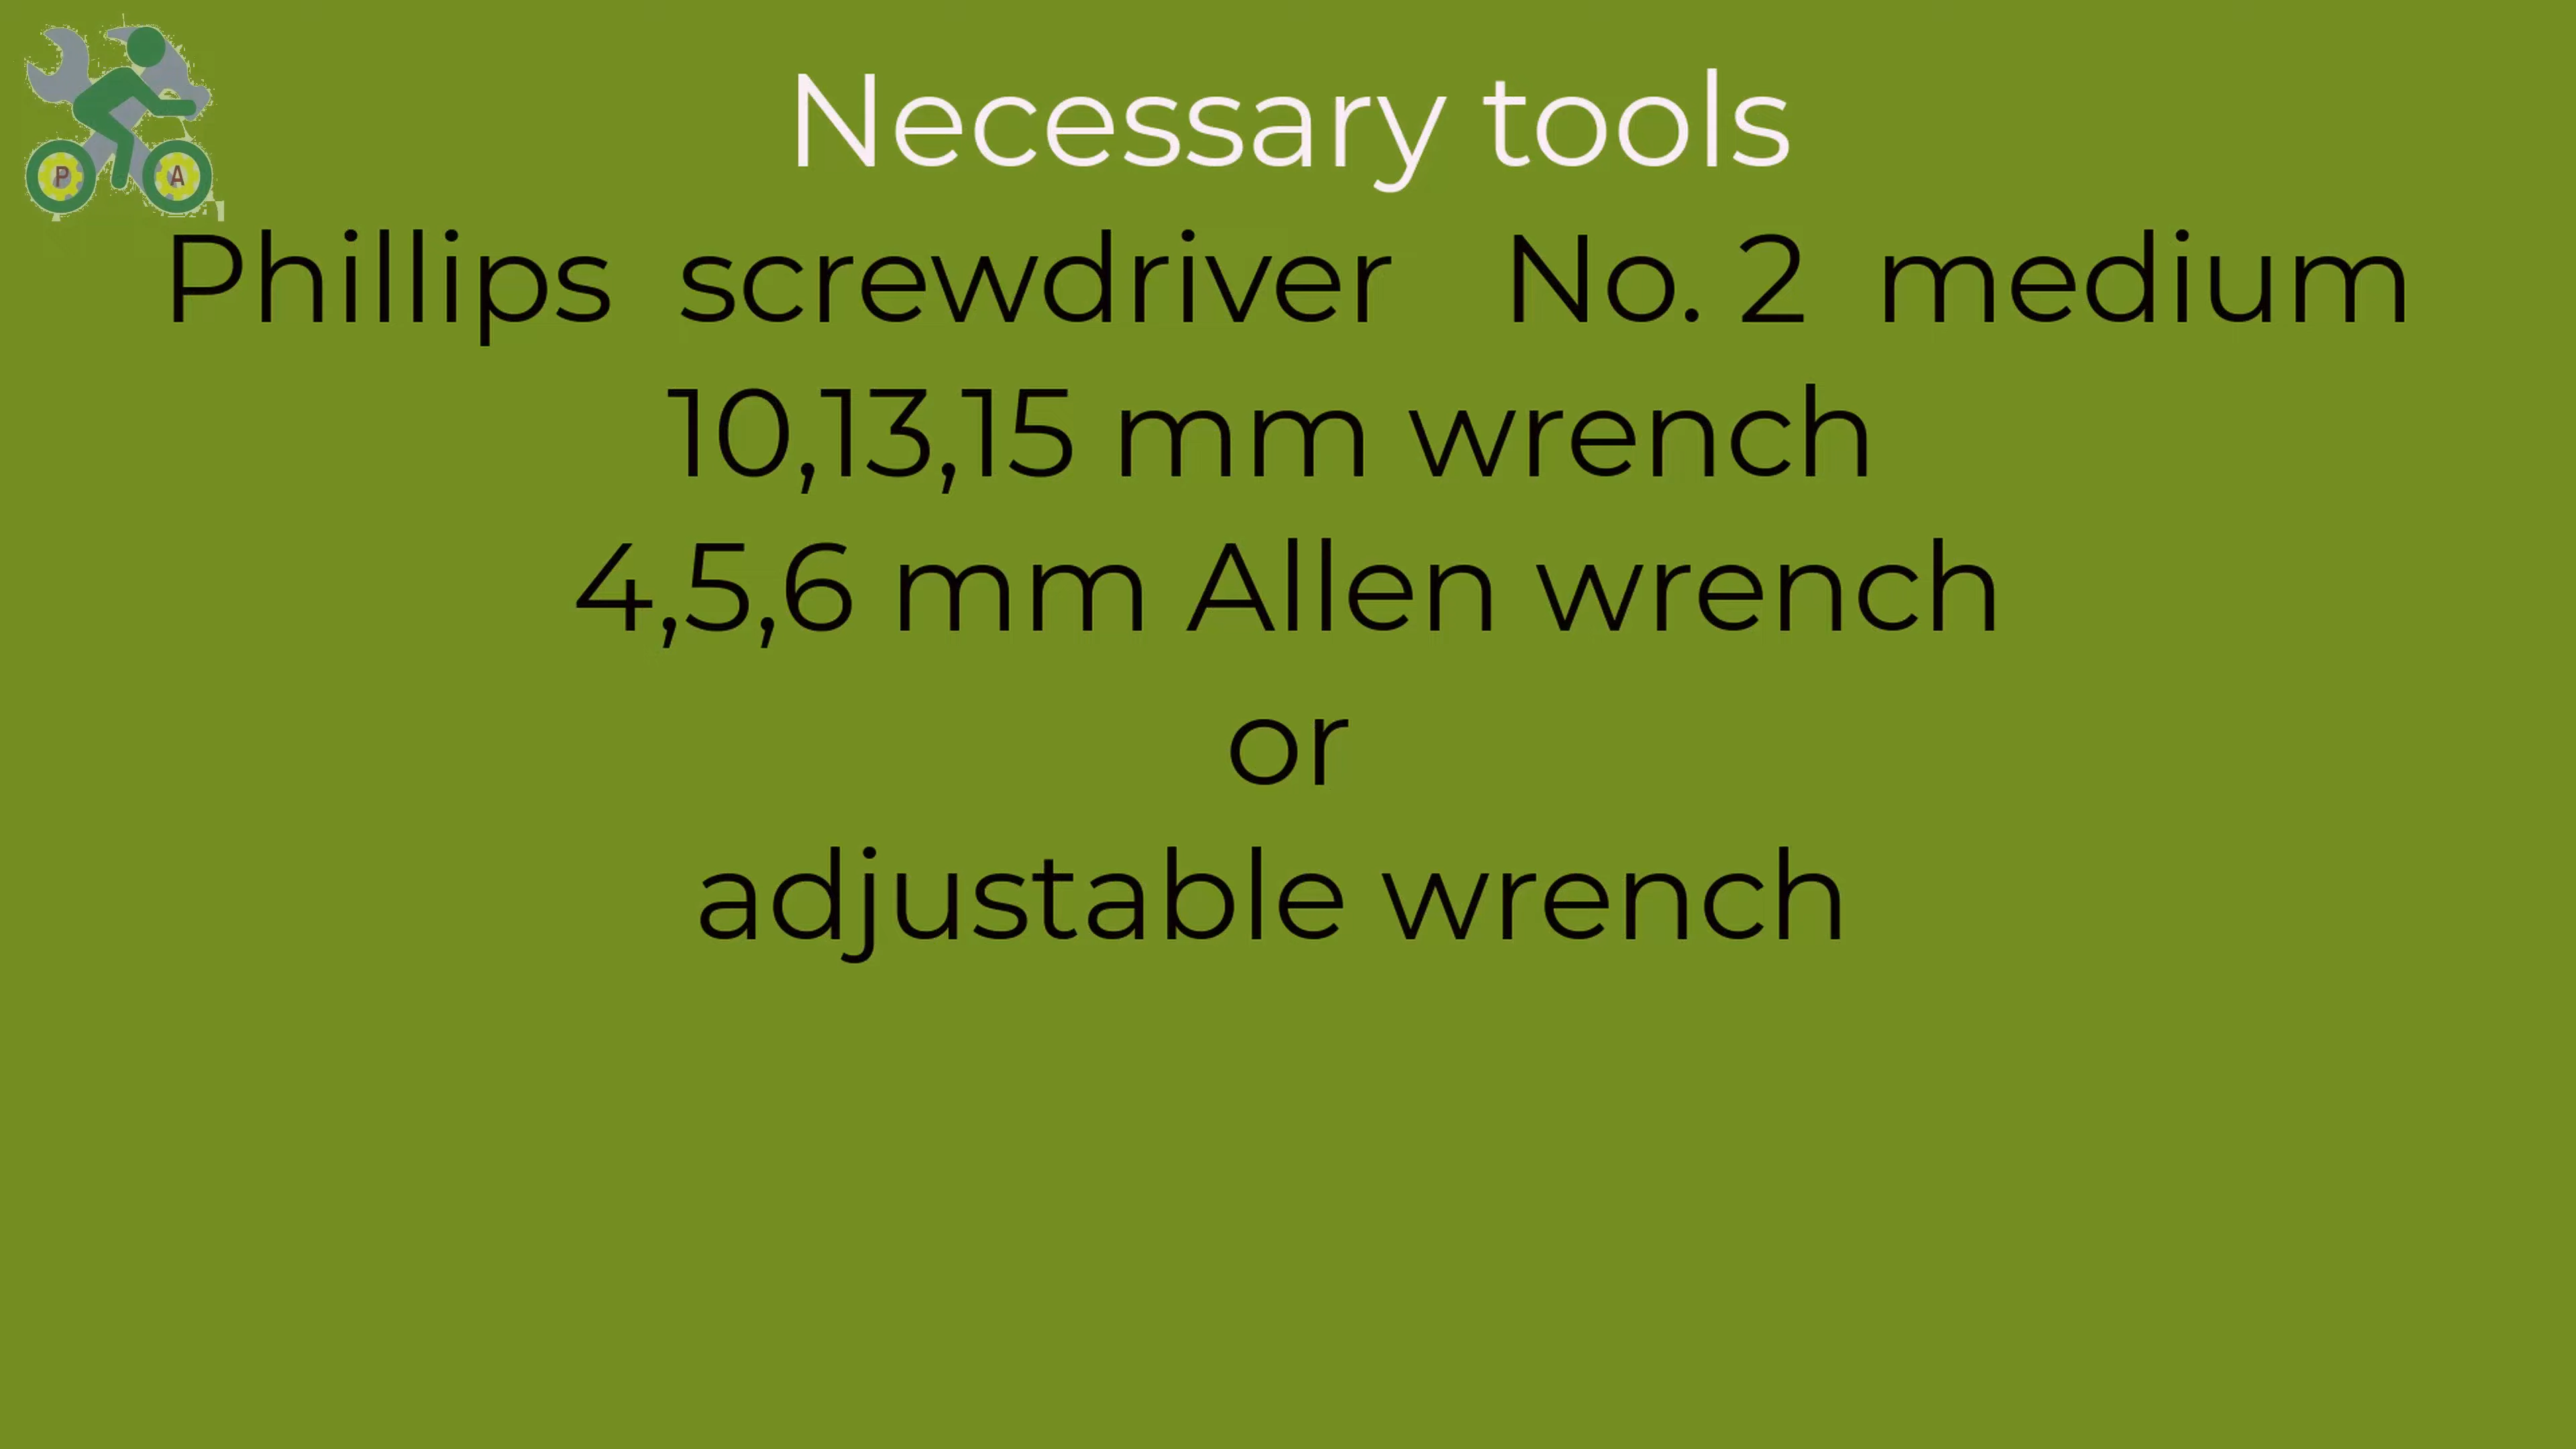 Necessary tools
Phillips screwdriver No. 2 medium
10,13,15 mm wrench
4,5,6 mm Allen wrench
or
adjustable wrench
P A